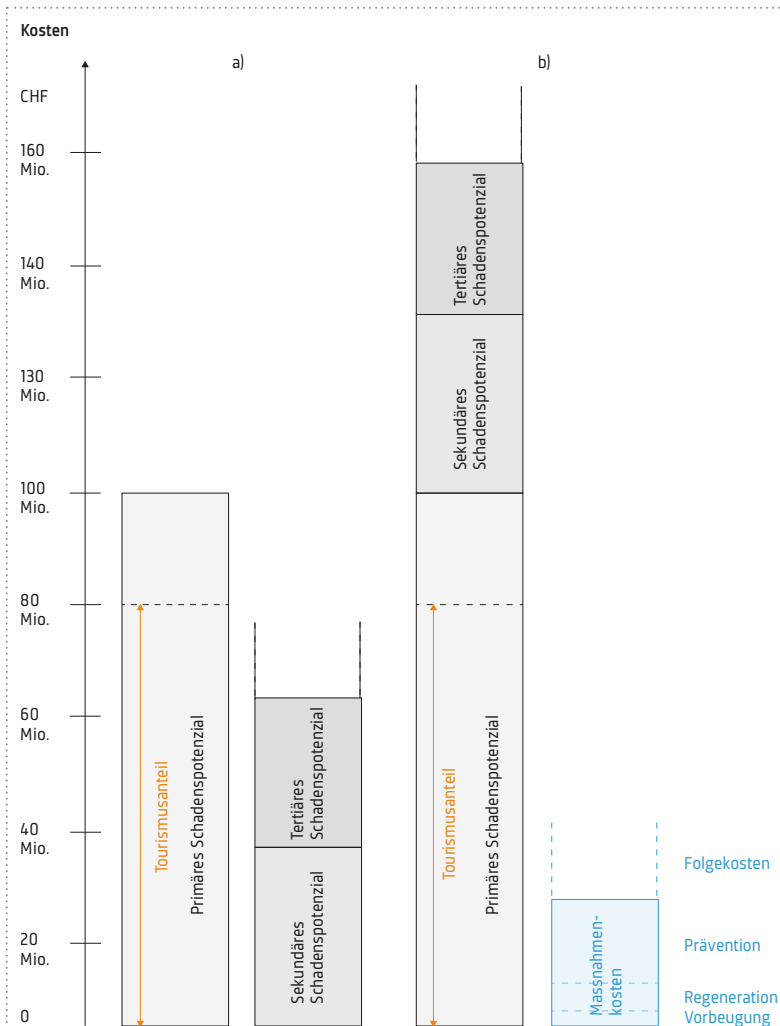 Kosten
a)
b)
CHF
160
Mio.
140
Mio.
130
Mio.
100
Mio.
80
Mio.
60
Mio.
40
Mio.
20
Mio.
0
Tourismusanteil
Primäres Schadenspotenzial
Tertiäres
Schadenspotenzial
Sekundäres
Schadenspotenzial
Tertiäres
Schadenspotenzial
Sekundäres
Schadenspotenzial
Tourismusanteil
Primäres Schadenspotenzial
Massnahmen-
kosten
Folgekosten
Prävention
Regeneration
Vorbeugung